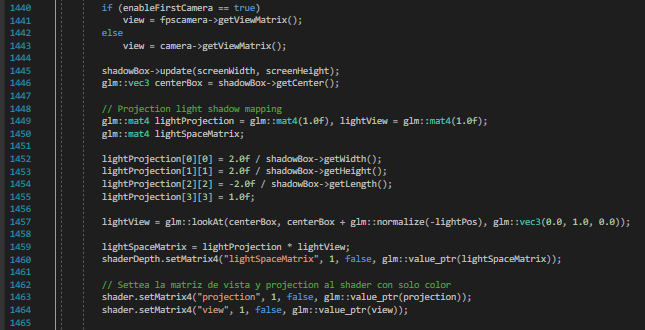 1440 if (enableFirstCamera == true)
1441 view = fpscamera->getViewMatrix();
1442 else
1443 view = camera->getViewMatrix();
1444
1445 shadowBox->update(screenWidth, screenHeight);
1446 glm::vec3 centerBox = shadowBox->getCenter();
1447
1448 // Projection light shadow mapping
1449 glm::mat4 lightProjection = glm::mat4(1.0f), lightView = glm::mat4(1.0f);
1450 glm::mat4 lightSpaceMatrix;
1451
1452 lightProjection[0][0] = 2.0f / shadowBox->getWidth();
1453 lightProjection[1][1] = 2.0f / shadowBox->getHeight();
1454 lightProjection[2][2] = -2.0f / shadowBox->getLength();
1455 lightProjection[3][3] = 1.0f;
1456
1457 lightView = glm::lookAt(centerBox, centerBox + glm::normalize(-lightPos), glm::vec3(0.0, 1.0, 0.0));
1458
1459 lightSpaceMatrix = lightProjection * lightView;
1460 shaderDepth.setMatrix4("lightSpaceMatrix", 1, false, glm::value_ptr(lightSpaceMatrix));
1461
1462 // Settea la matriz de vista y projection al shader con solo color
1463 shader.setMatrix4("projection", 1, false, glm::value_ptr(projection));
1464 shader.setMatrix4("view", 1, false, glm::value_ptr(view));
1465